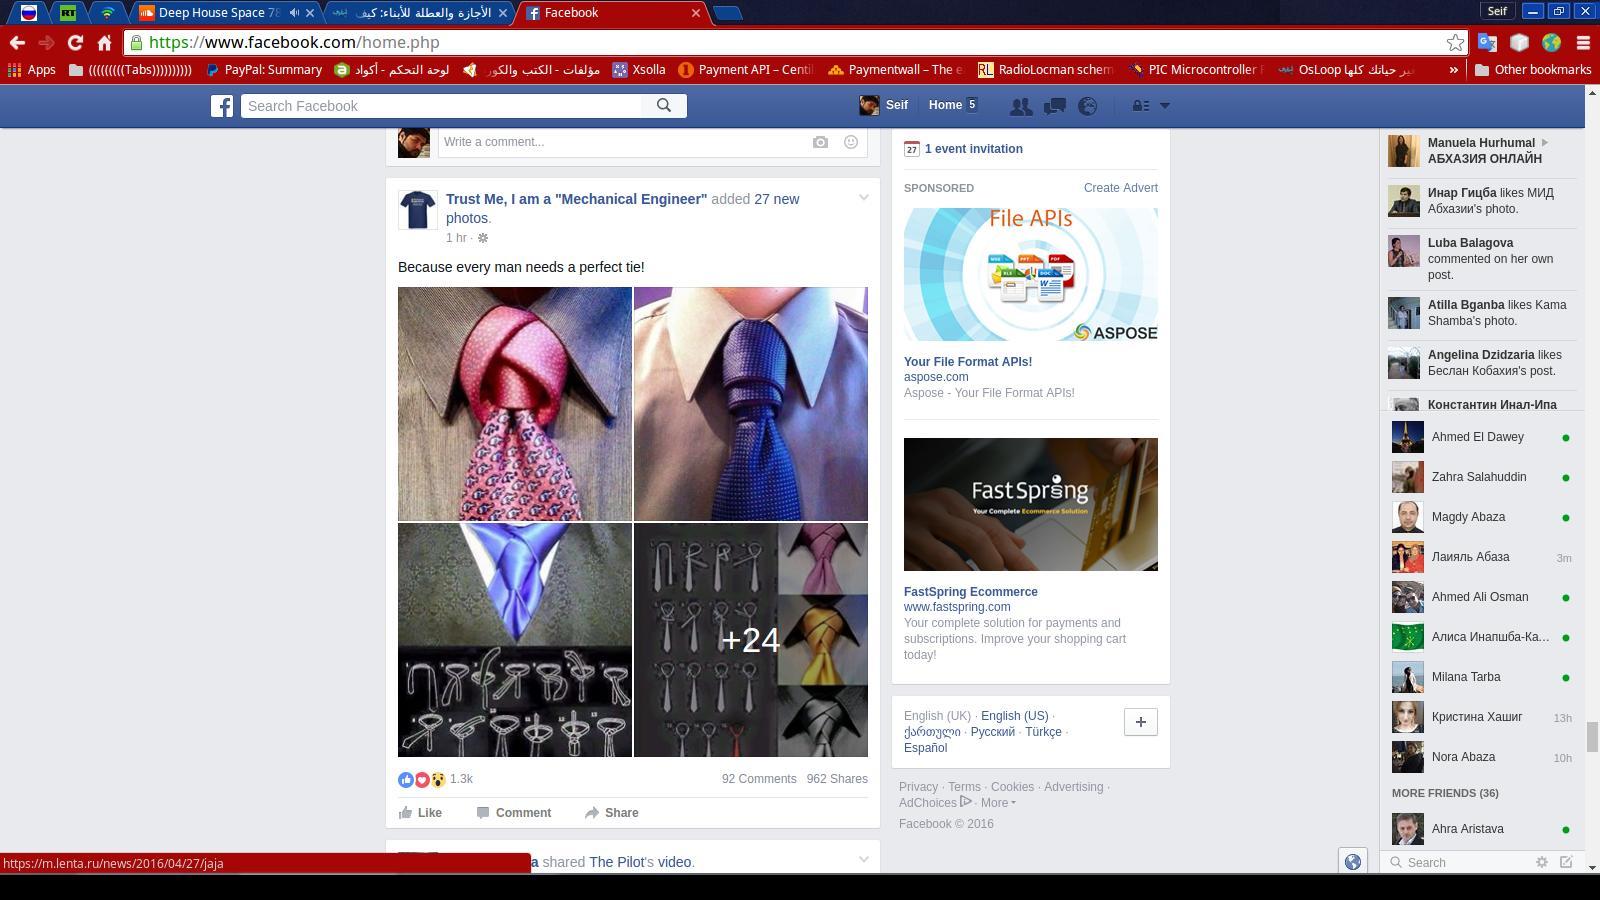 Deep House Space 78
الأجازة والعطلة للأبناء: كيف
Facebook
Seif
https://www.facebook.com/home.php
Apps
(((((((((Tabs))))))))))
PayPal: Summary
لوحة التحكم - أكواد
مؤلفات - الكتب والكور
Xsolla
Payment API – Centi
Paymentwall – The e
RadioLocman schem
PIC Microcontroller F
OsLoop غير حياتك كلها
»
Other bookmarks
Search Facebook
Seif
Home 5
Write a comment...
Trust Me, I am a "Mechanical Engineer" added 27 new
photos.
1 hr ·
Because every man needs a perfect tie!
+24
1.3k
92 Comments 962 Shares
Like Comment Share
a shared The Pilot's video.
https://m.lenta.ru/news/2016/04/27/jaja
27 1 event invitation
SPONSORED Create Advert
File APIs
ASPOSE
Your File Format APIs!
aspose.com
Aspose - Your File Format APIs!
FastSpring
Your Complete Ecommerce Solution
FastSpring Ecommerce
www.fastspring.com
Your complete solution for payments and
subscriptions. Improve your shopping cart
today!
English (UK) · English (US) ·
ქართული · Русский · Türkçe ·
Español
+
Privacy · Terms · Cookies · Advertising ·
AdChoices · More
Facebook © 2016
Manuela Hurhumal
АБХАЗИЯ ОНЛАЙН
Инар Гицба likes МИД
Абхазии's photo.
Luba Balagova
commented on her own
post.
Atilla Bganba likes Kama
Shamba's photo.
Angelina Dzidzaria likes
Беслан Кобахия's post.
Константин Инал-Ипа
Ahmed El Dawey
Zahra Salahuddin
Magdy Abaza
Лаияль Абаза 3m
Ahmed Ali Osman
Алиса Инапшба-Ка...
Milana Tarba
Кристина Хашиг 13h
Nora Abaza 10h
MORE FRIENDS (36)
Ahra Aristava
Search